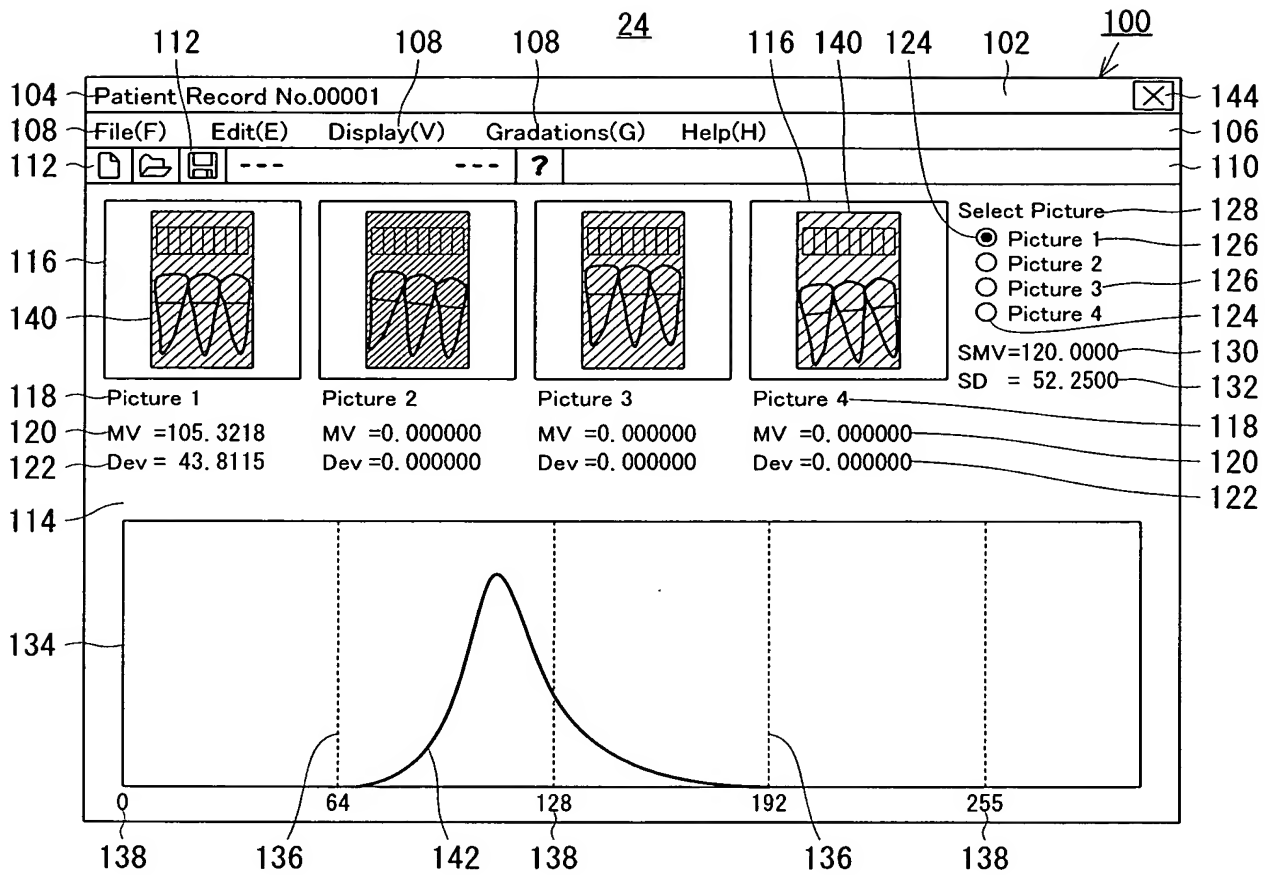 24
112 108 108 116 140 124 100
102
104 Patient Record No.00001 144
108 File(F) Edit(E) Display(V) Gradations(G) Help(H) 106
112 --- --- ? 110
Select Picture 128
116 Picture 1 126
Picture 2
Picture 3 126
140 Picture 4 124
SMV=120.0000 130
SD = 52.2500 132
118 Picture 1 Picture 2 Picture 3 Picture 4 118
120 MV =105.3218 MV =0.000000 MV =0.000000 MV =0.000000 120
122 Dev= 43.8115 Dev=0.000000 Dev=0.000000 Dev=0.000000 122
114
134
0 64 128 192 255
138 136 142 138 136 138